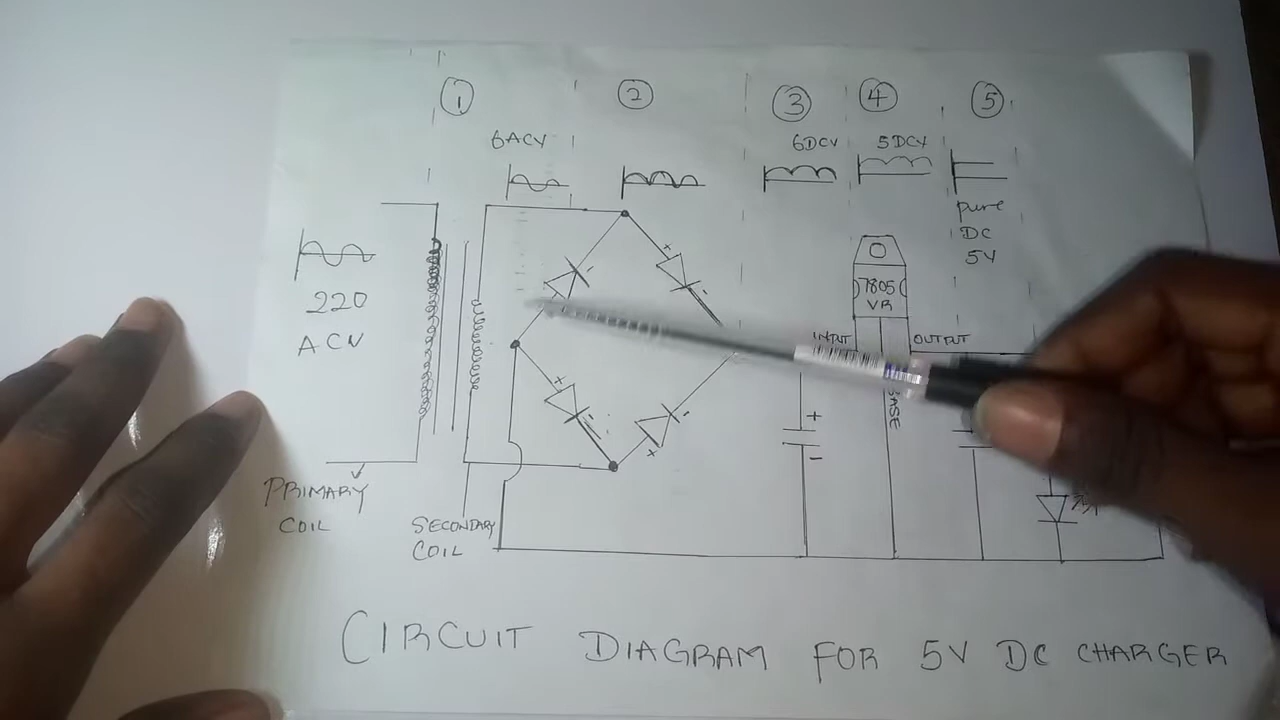 1 2 3 4 5
6ACV 6DCV 5DCV
pure
DC
5V
220
ACV
7805
VR
INPUT OUTPUT
BASE
+ -
+ -
+ -
+ -
+
-
PRIMARY
COIL
SECONDARY
COIL
CIRCUIT DIAGRAM FOR 5V DC CHARGER